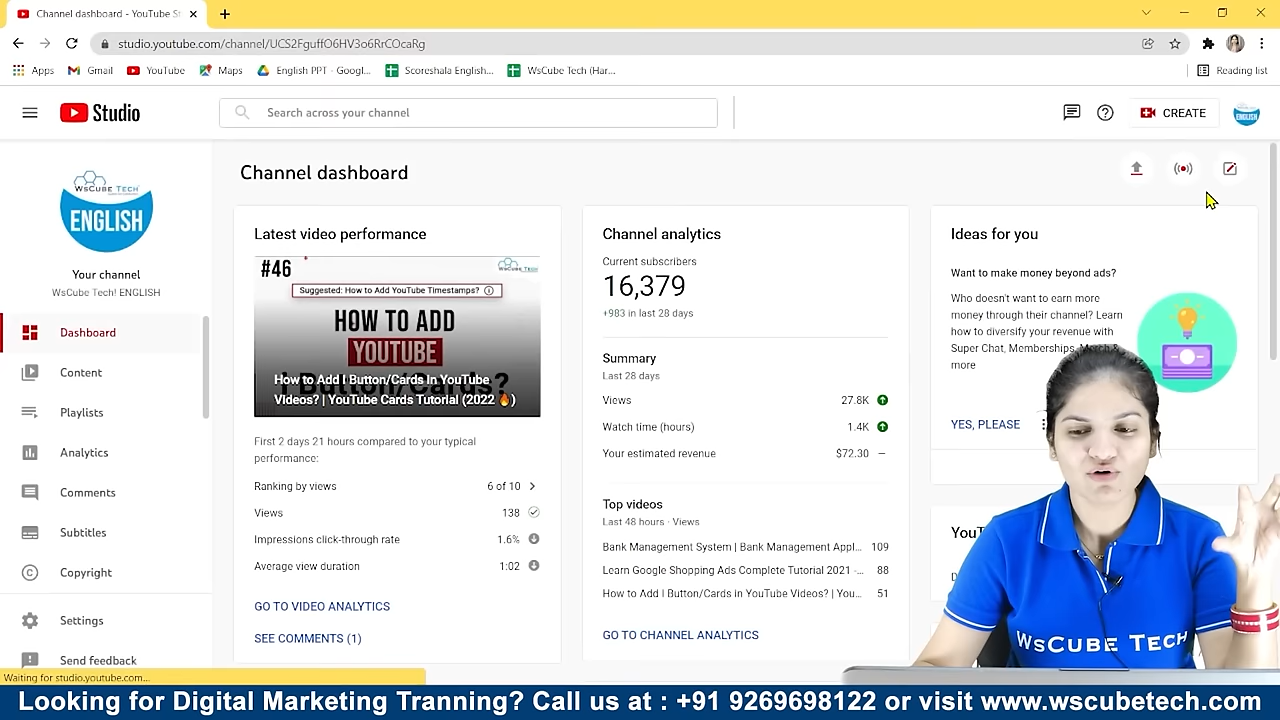 Channel dashboard - YouTube St
studio.youtube.com/channel/UCS2FguffO6HV3o6RrCOcaRg
Apps
Gmail
YouTube
Maps
English PPT - Googl...
Scoreshala English...
WsCube Tech (Har...
Reading list
Studio
Search across your channel
CREATE
ENGLISH
WsCube Tech
ENGLISH
Your channel
WsCube Tech! ENGLISH
Dashboard
Content
Playlists
Analytics
Comments
Subtitles
Copyright
Settings
Send feedback
Channel dashboard
Latest video performance
#46
WsCube Tech
Suggested: How to Add YouTube Timestamps?
HOW TO ADD
YOUTUBE
I Button/Cards?
How to Add I Button/Cards in YouTube
Videos? | YouTube Cards Tutorial (2022 🔥)
First 2 days 21 hours compared to your typical
performance:
Ranking by views 6 of 10
Views 138
Impressions click-through rate 1.6%
Average view duration 1:02
GO TO VIDEO ANALYTICS
SEE COMMENTS (1)
Channel analytics
Current subscribers
16,379
+983 in last 28 days
Summary
Last 28 days
Views 27.8K
Watch time (hours) 1.4K
Your estimated revenue $72.30 —
Top videos
Last 48 hours · Views
Bank Management System | Bank Management Appl... 109
Learn Google Shopping Ads Complete Tutorial 2021 -... 88
How to Add I Button/Cards in YouTube Videos? | You... 51
GO TO CHANNEL ANALYTICS
Ideas for you
Want to make money beyond ads?
Who doesn't want to earn more
money through their channel? Learn
how to diversify your revenue with
Super Chat, Memberships,
more
YES, PLEASE
WsCube Tech
Waiting for studio.youtube.com...
Looking for Digital Marketing Tranning? Call us at : +91 9269698122 or visit www.wscubetech.com